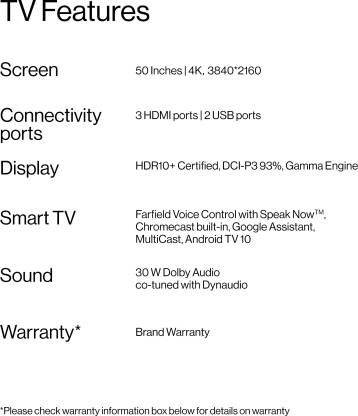 TV Features
Screen
50 Inches | 4K, 3840*2160
Connectivity
ports
3 HDMI ports | 2 USB ports
Display
HDR10+ Certified, DCI-P3 93%, Gamma Engine
Smart TV
Farfield Voice Control with Speak Now™,
Chromecast built-in, Google Assistant,
MultiCast, Android TV 10
Sound
30 W Dolby Audio
co-tuned with Dynaudio
Warranty*
Brand Warranty
*Please check warranty information box below for details on warranty